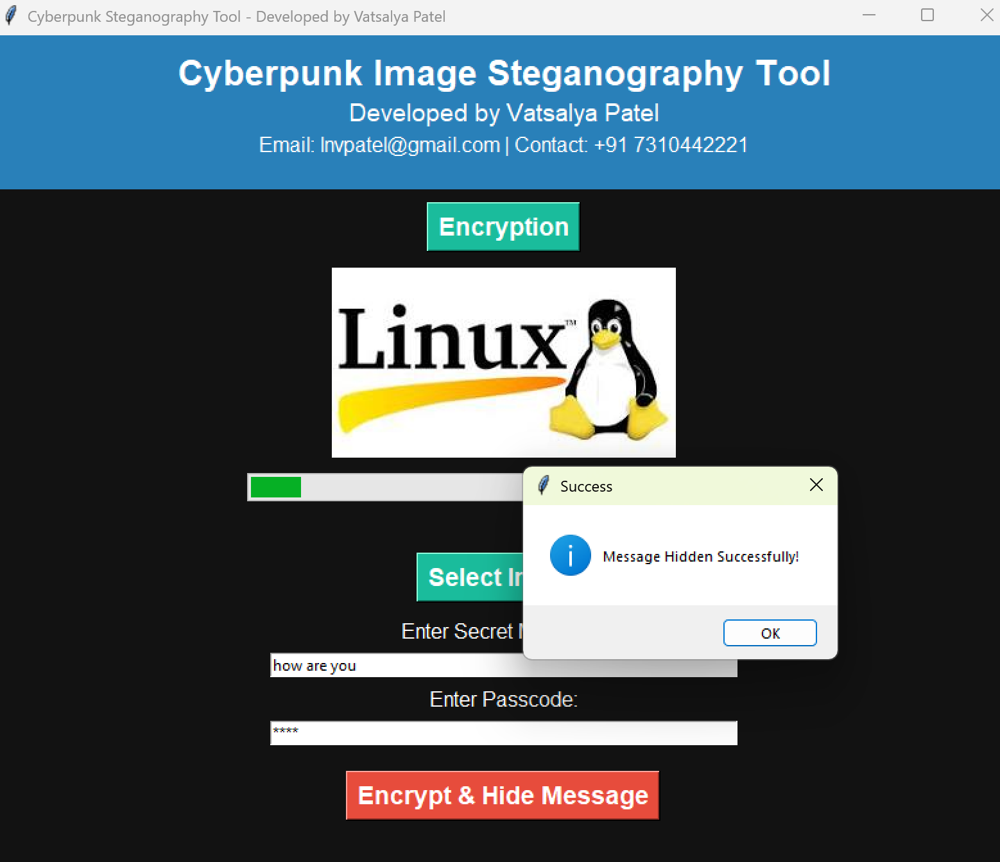 Cyberpunk Steganography Tool - Developed by Vatsalya Patel
Cyberpunk Image Steganography Tool
Developed by Vatsalya Patel
Email: lnvpatel@gmail.com | Contact: +91 7310442221
Encryption
Linux™
Success
Message Hidden Successfully!
Select
OK
Enter Secret
how are you
Enter Passcode:
****
Encrypt & Hide Message